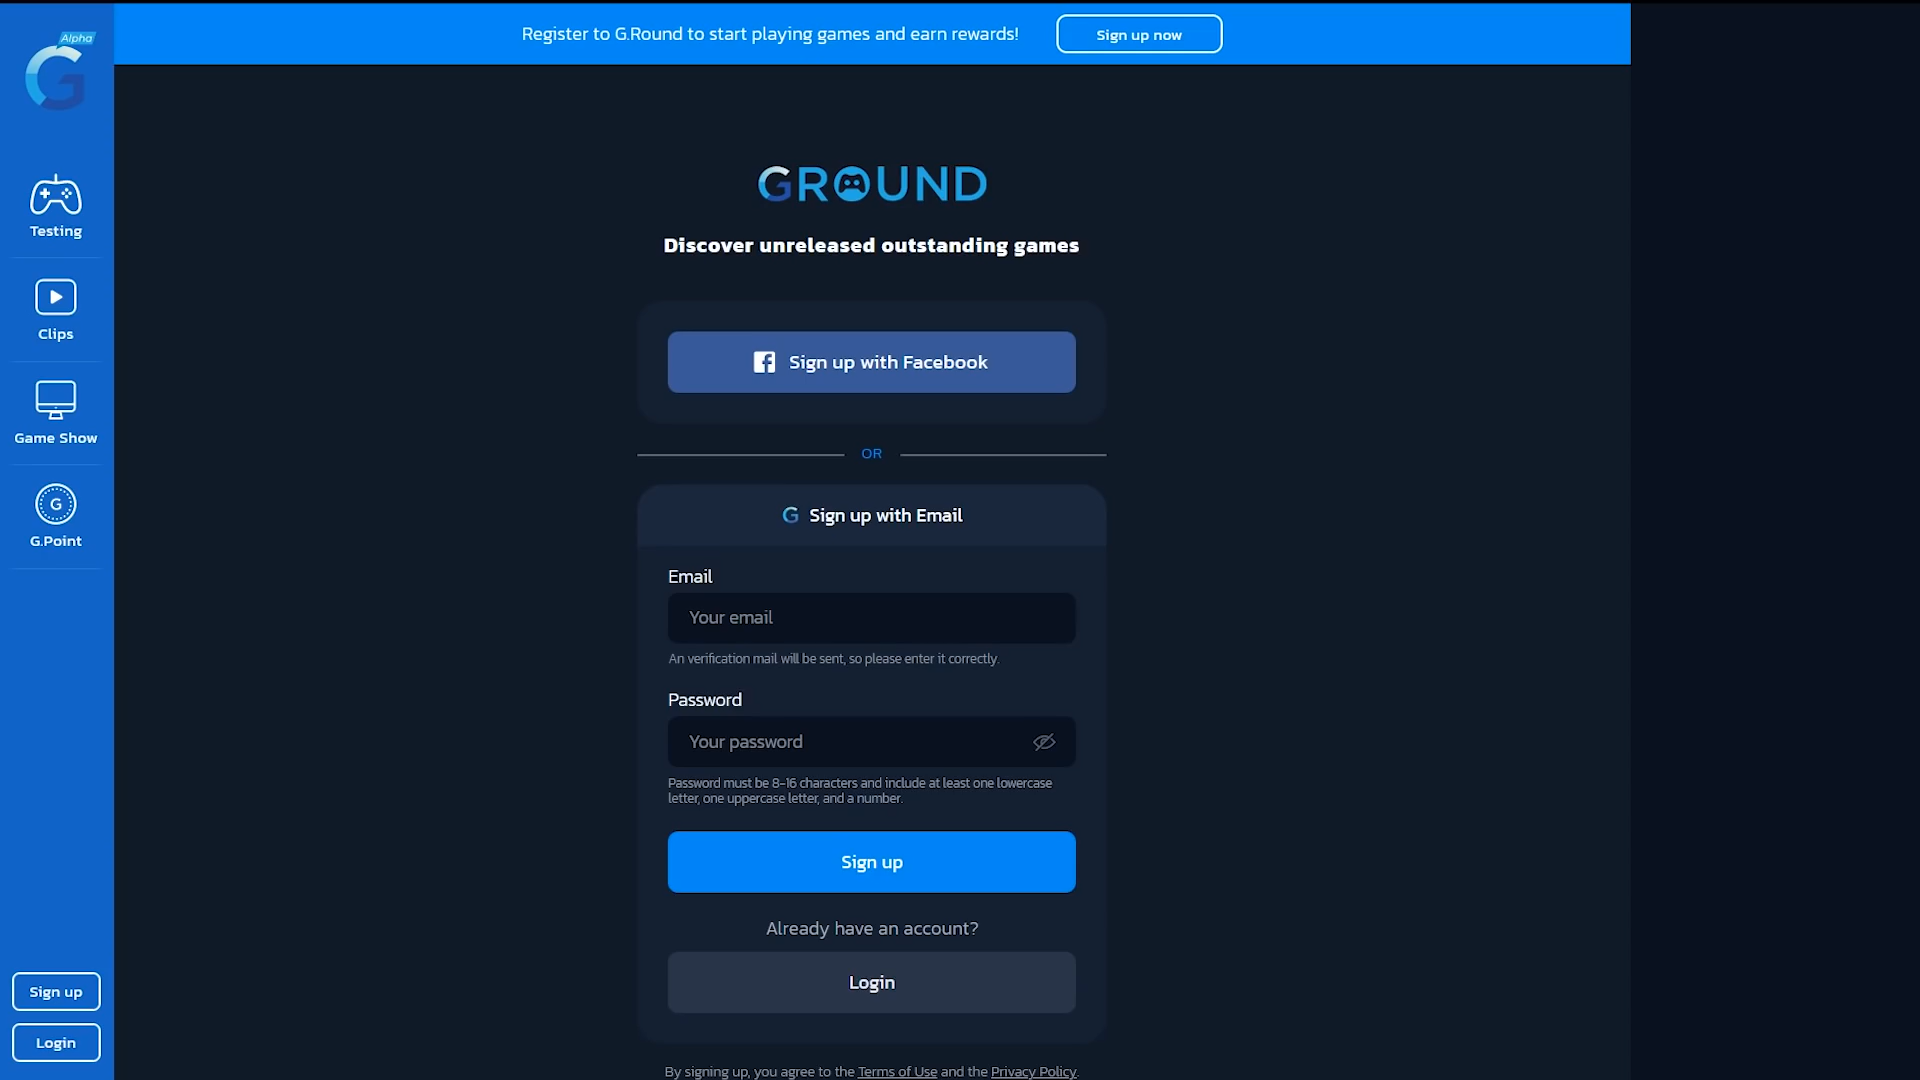 Alpha
G
Testing
Clips
Game Show
G
G.Point
Sign up
Login
Register to G.Round to start playing games and earn rewards!
Sign up now
GROUND
Discover unreleased outstanding games
Sign up with Facebook
OR
G Sign up with Email
Email
Your email
An verification mail will be sent, so please enter it correctly.
Password
Your password
Password must be 8-16 characters and include at least one lowercase
letter, one uppercase letter, and a number.
Sign up
Already have an account?
Login
By signing up, you agree to the Terms of Use and the Privacy Policy.